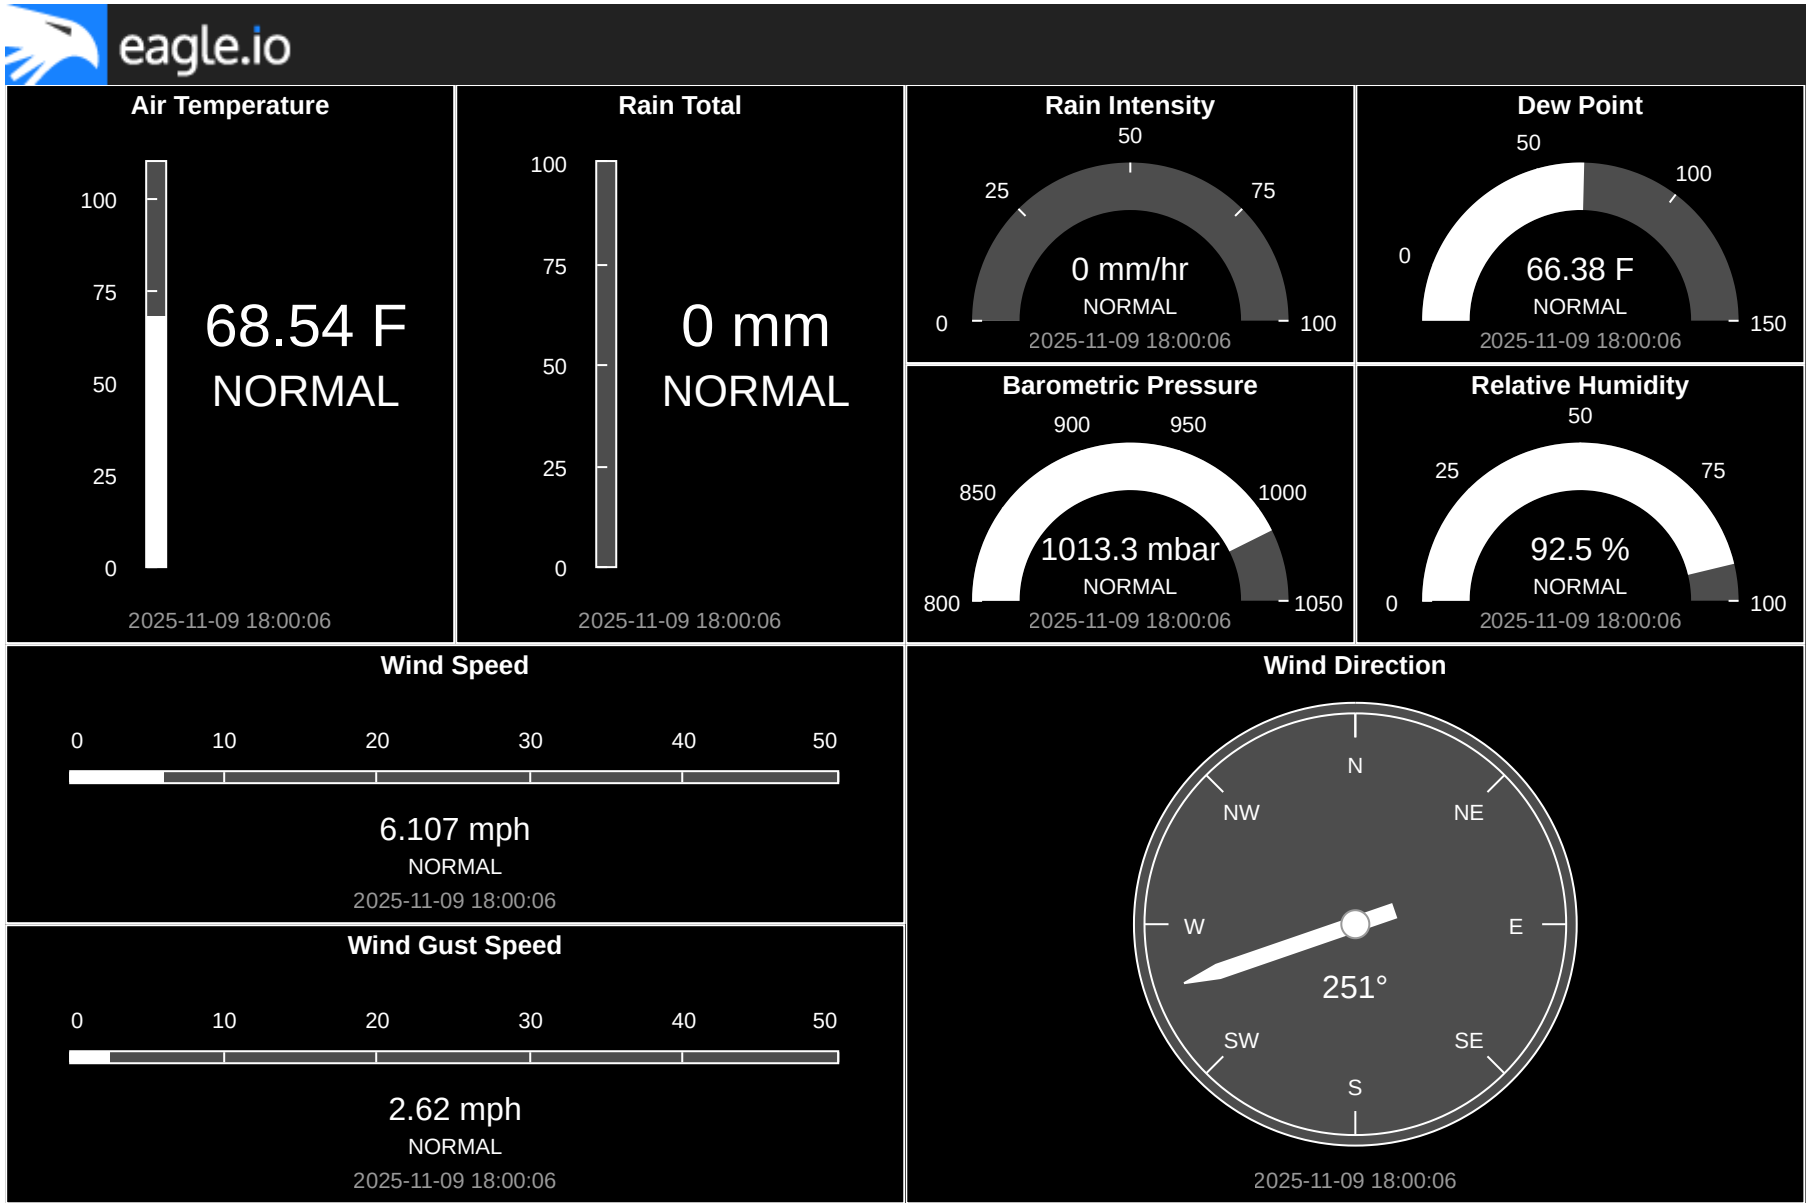 eagle.io
Air Temperature
100
75
50
25
0
68.54 F
NORMAL
2025-11-09 18:00:06
Rain Total
100
75
50
25
0
0 mm
NORMAL
2025-11-09 18:00:06
Rain Intensity
50
25
75
0
100
0 mm/hr
NORMAL
2025-11-09 18:00:06
Dew Point
50
100
0
150
66.38 F
NORMAL
2025-11-09 18:00:06
Barometric Pressure
900
950
850
1000
800
1050
1013.3 mbar
NORMAL
2025-11-09 18:00:06
Relative Humidity
50
25
75
0
100
92.5 %
NORMAL
2025-11-09 18:00:06
Wind Speed
0 10 20 30 40 50
6.107 mph
NORMAL
2025-11-09 18:00:06
Wind Gust Speed
0 10 20 30 40 50
2.62 mph
NORMAL
2025-11-09 18:00:06
Wind Direction
N
NW
NE
W
E
251°
SW
SE
S
2025-11-09 18:00:06